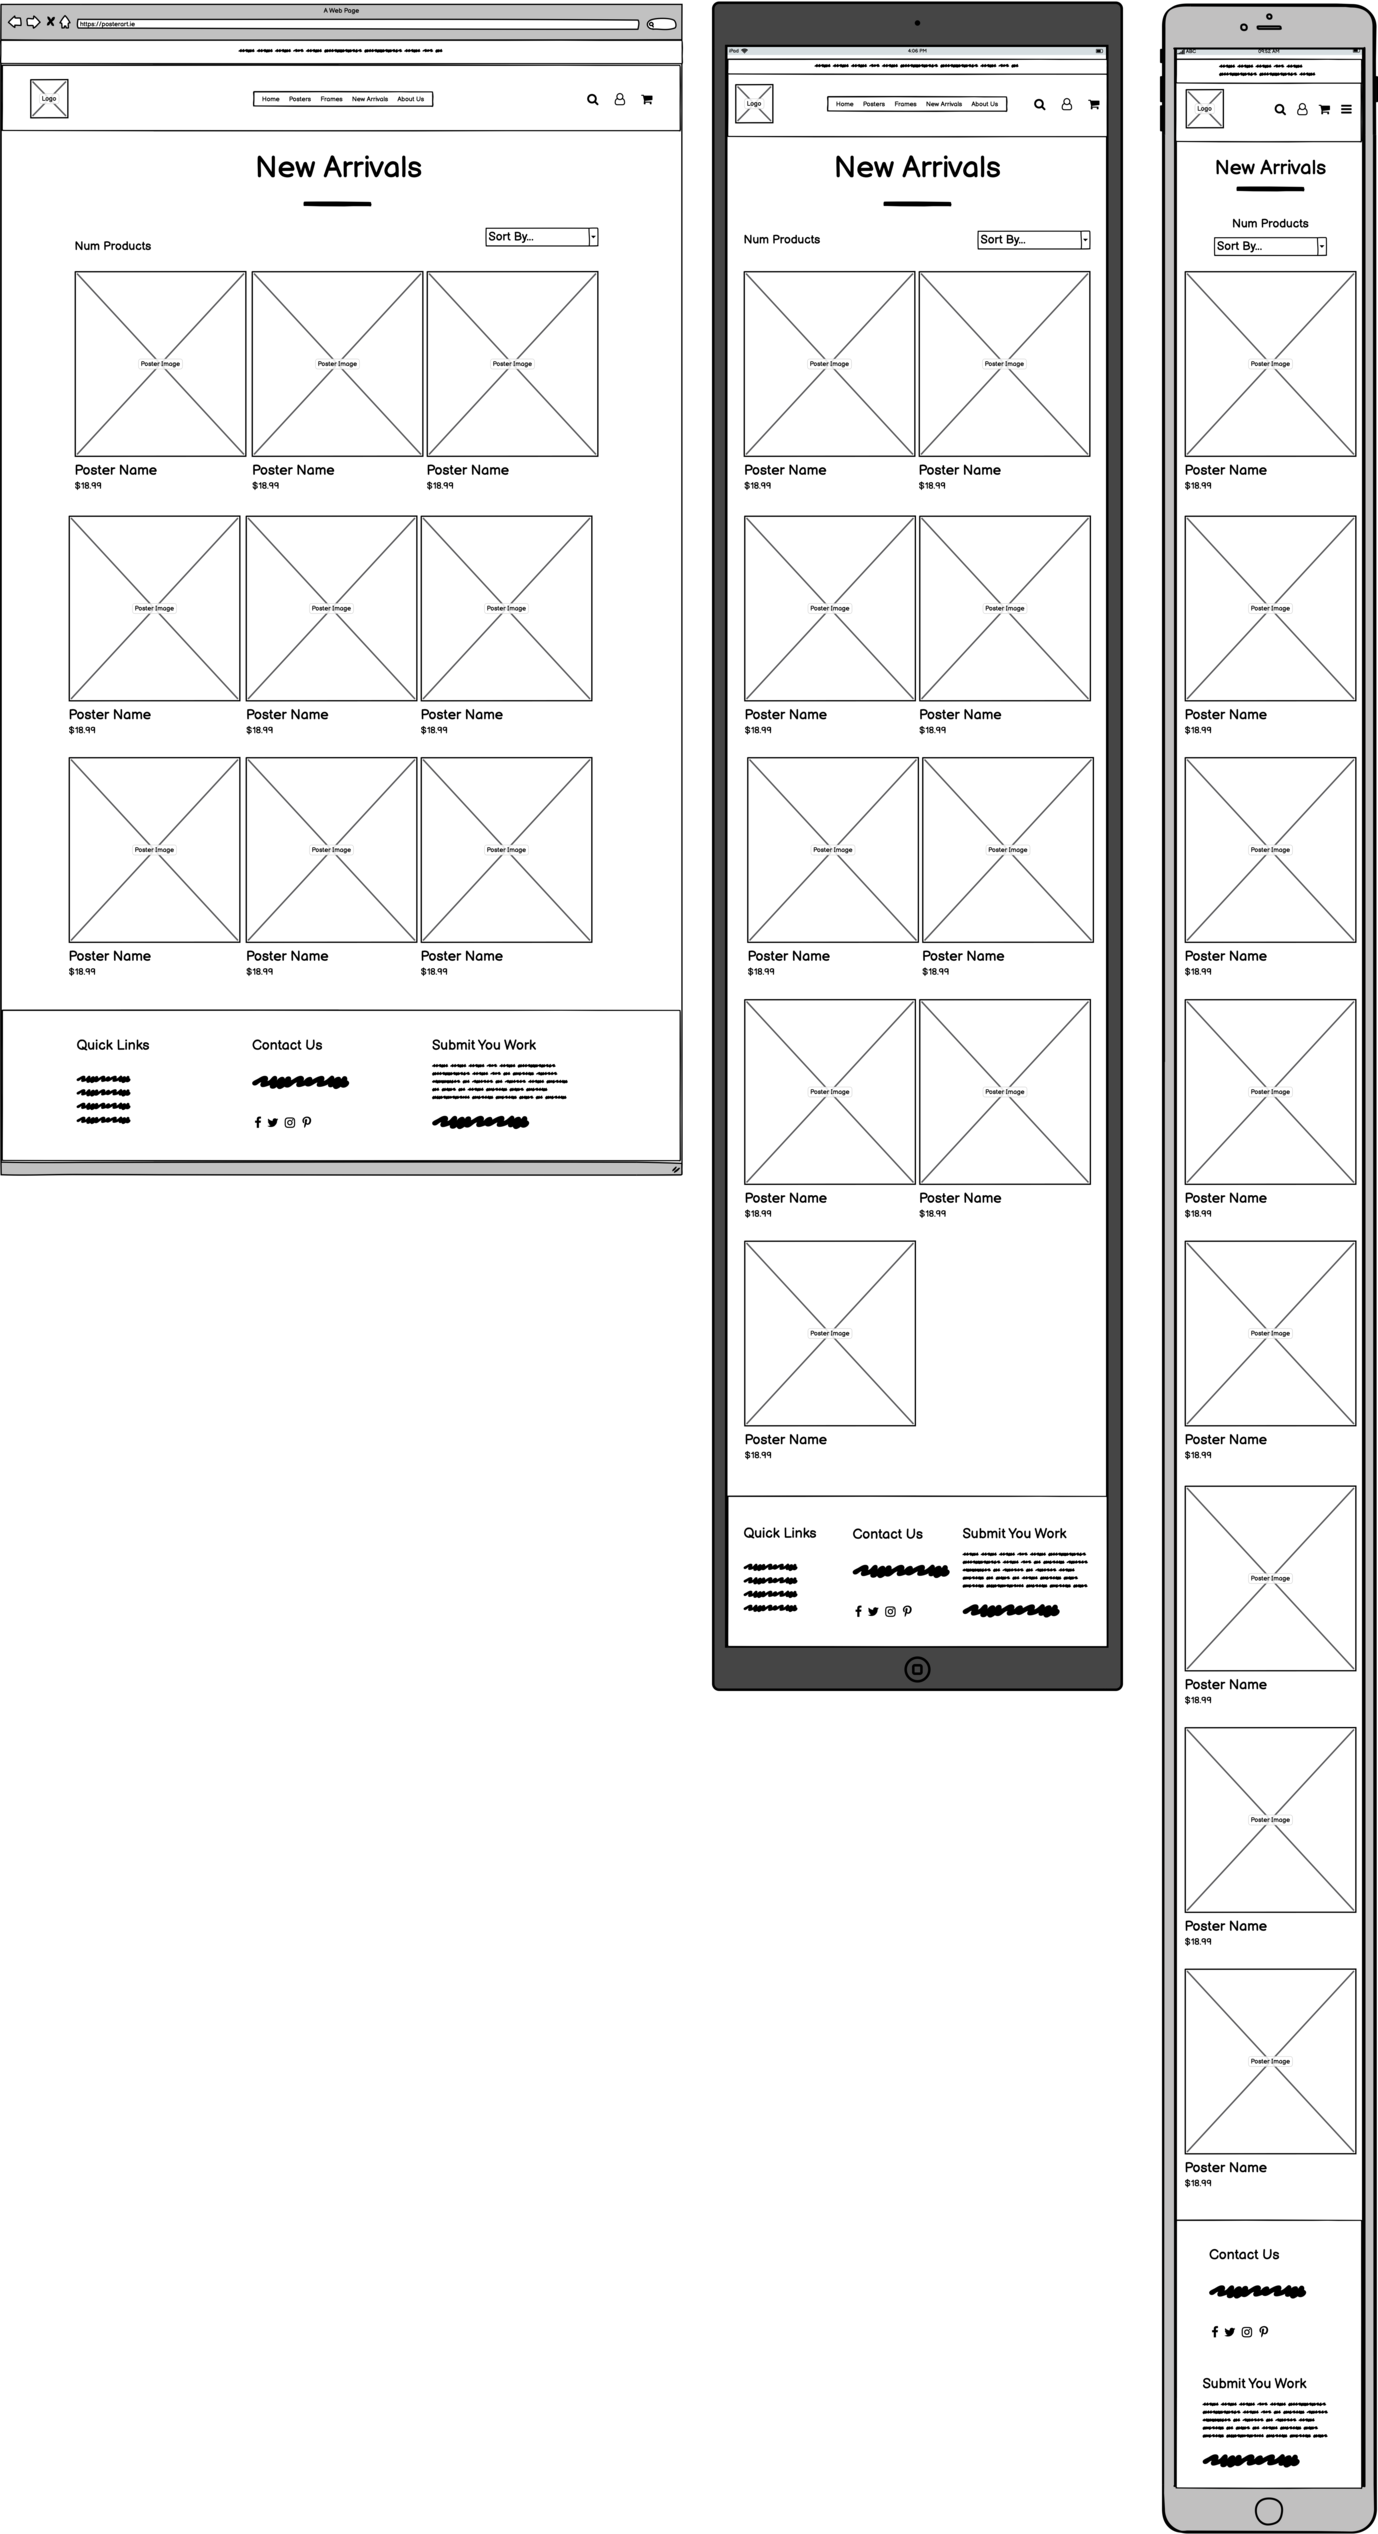 A Web Page
https://posterart.ie
Logo
Home Posters Frames New Arrivals About Us
New Arrivals
Num Products
Sort By...
Poster Image Poster Image Poster Image
Poster Name Poster Name Poster Name
$18.99 $18.99 $18.99
Poster Image Poster Image Poster Image
Poster Name Poster Name Poster Name
$18.99 $18.99 $18.99
Poster Image Poster Image Poster Image
Poster Name Poster Name Poster Name
$18.99 $18.99 $18.99
Quick Links Contact Us Submit You Work
iPad 4:06 PM
Logo
Home Posters Frames New Arrivals About Us
New Arrivals
Num Products
Sort By...
Poster Image Poster Image
Poster Name Poster Name
$18.99 $18.99
Poster Image Poster Image
Poster Name Poster Name
$18.99 $18.99
Poster Image Poster Image
Poster Name Poster Name
$18.99 $18.99
Poster Image Poster Image
Poster Name Poster Name
$18.99 $18.99
Poster Image
Poster Name
$18.99
Quick Links Contact Us Submit You Work
ABC 09:52 AM
Logo
New Arrivals
Num Products
Sort By...
Poster Image
Poster Name
$18.99
Poster Image
Poster Name
$18.99
Poster Image
Poster Name
$18.99
Poster Image
Poster Name
$18.99
Poster Image
Poster Name
$18.99
Poster Image
Poster Name
$18.99
Poster Image
Poster Name
$18.99
Poster Image
Poster Name
$18.99
Contact Us
Submit You Work